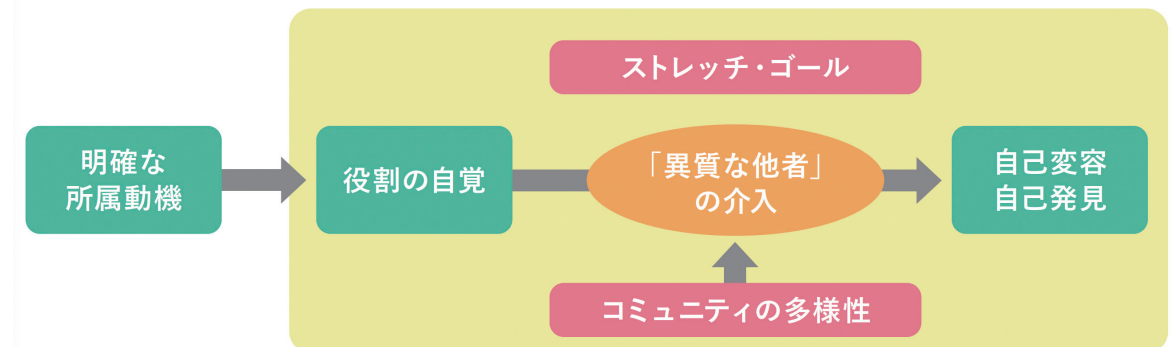 ストレッチ・ゴール
明確な
所属動機
役割の自覚
「異質な他者」
の介入
自己変容
自己発見
コミュニティの多様性